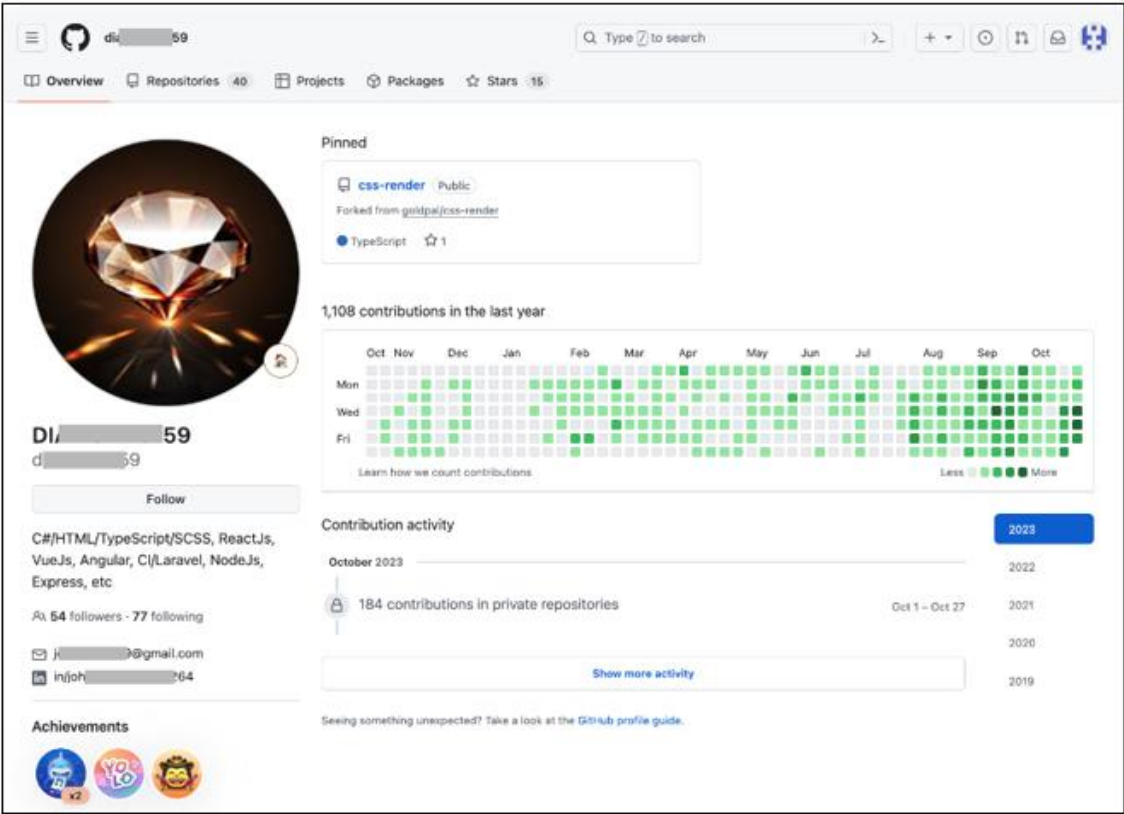 di 59
Type / to search
Overview
Repositories 40
Projects
Packages
Stars 15
Pinned
css-render Public
Forked from goldpal/css-render
TypeScript 1
1,108 contributions in the last year
Oct Nov Dec Jan Feb Mar Apr May Jun Jul Aug Sep Oct
Mon
Wed
Fri
Learn how we count contributions
Less More
DI 59
d 59
Follow
C#/HTML/TypeScript/SCSS, ReactJs,
VueJs, Angular, CI/Laravel, NodeJs,
Express, etc
54 followers · 77 following
@gmail.com
in/joh 264
Achievements
YOLO
x2
Contribution activity
2023
2022
2021
2020
2019
October 2023
184 contributions in private repositories
Oct 1 – Oct 27
Show more activity
Seeing something unexpected? Take a look at the GitHub profile guide.